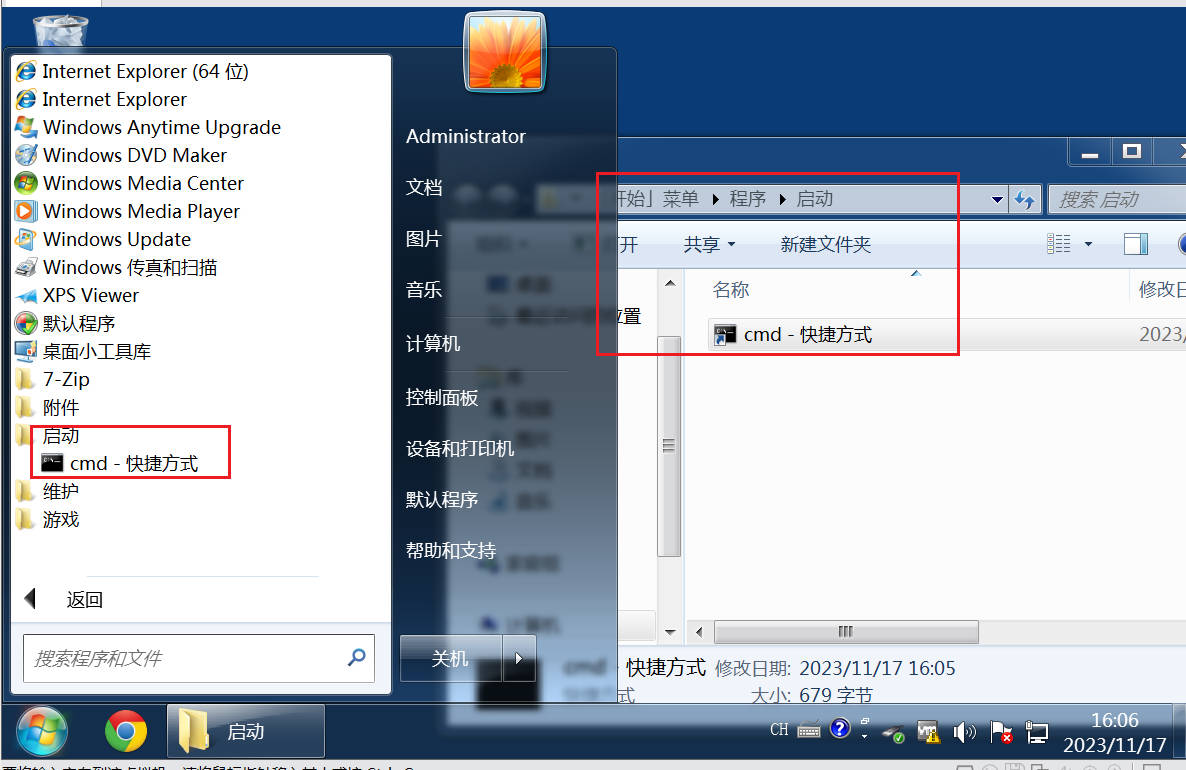 Internet Explorer (64 位)
Internet Explorer
Windows Anytime Upgrade
Windows DVD Maker
Windows Media Center
Windows Media Player
Windows Update
Windows 传真和扫描
XPS Viewer
默认程序
桌面小工具库
7-Zip
附件
启动
cmd - 快捷方式
维护
游戏
返回
搜索程序和文件
Administrator
文档
图片
音乐
计算机
控制面板
设备和打印机
默认程序
帮助和支持
关机
开始」菜单 程序 启动
搜索 启动
打开 共享 新建文件夹
名称 修改日
位置
cmd - 快捷方式 2023/
cmd - 快捷方式 修改日期: 2023/11/17 16:05
快捷方式 大小: 679 字节
启动
CH
16:06
2023/11/17